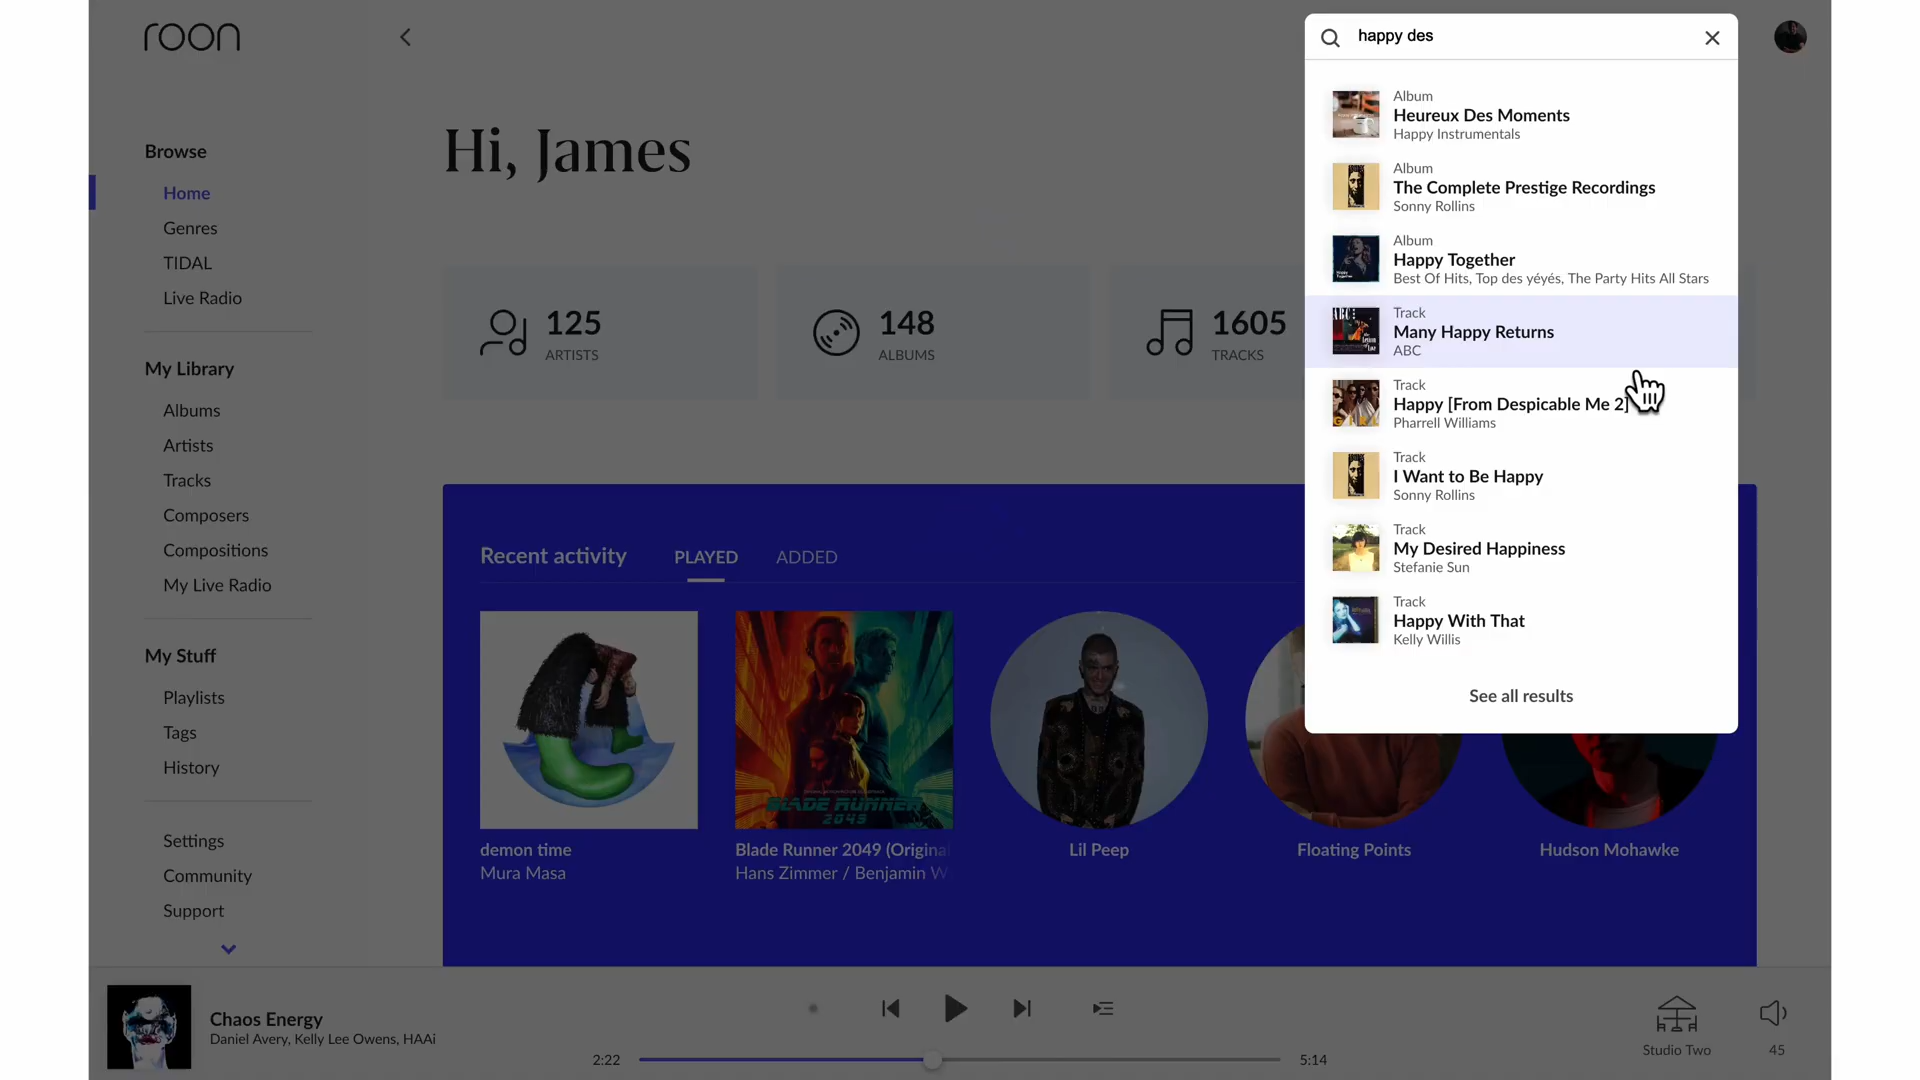 roon
Browse
Home
Genres
TIDAL
Live Radio
My Library
Albums
Artists
Tracks
Composers
Compositions
My Live Radio
My Stuff
Playlists
Tags
History
Settings
Community
Support
Hi, James
125
ARTISTS
148
ALBUMS
1605
TRACKS
Recent activity PLAYED ADDED
BLADE RUNNER
2049
demon time
Mura Masa
Blade Runner 2049 (Origina
Hans Zimmer / Benjamin W
Lil Peep
Floating Points
Hudson Mohawke
happy des
Album
Heureux Des Moments
Happy Instrumentals
Album
The Complete Prestige Recordings
Sonny Rollins
Album
Happy Together
Best Of Hits, Top des yéyés, The Party Hits All Stars
Track
Many Happy Returns
ABC
Track
Happy [From Despicable Me 2]
Pharrell Williams
Track
I Want to Be Happy
Sonny Rollins
Track
My Desired Happiness
Stefanie Sun
Track
Happy With That
Kelly Willis
See all results
Chaos Energy
Daniel Avery, Kelly Lee Owens, HAAi
2:22
5:14
Studio Two
45